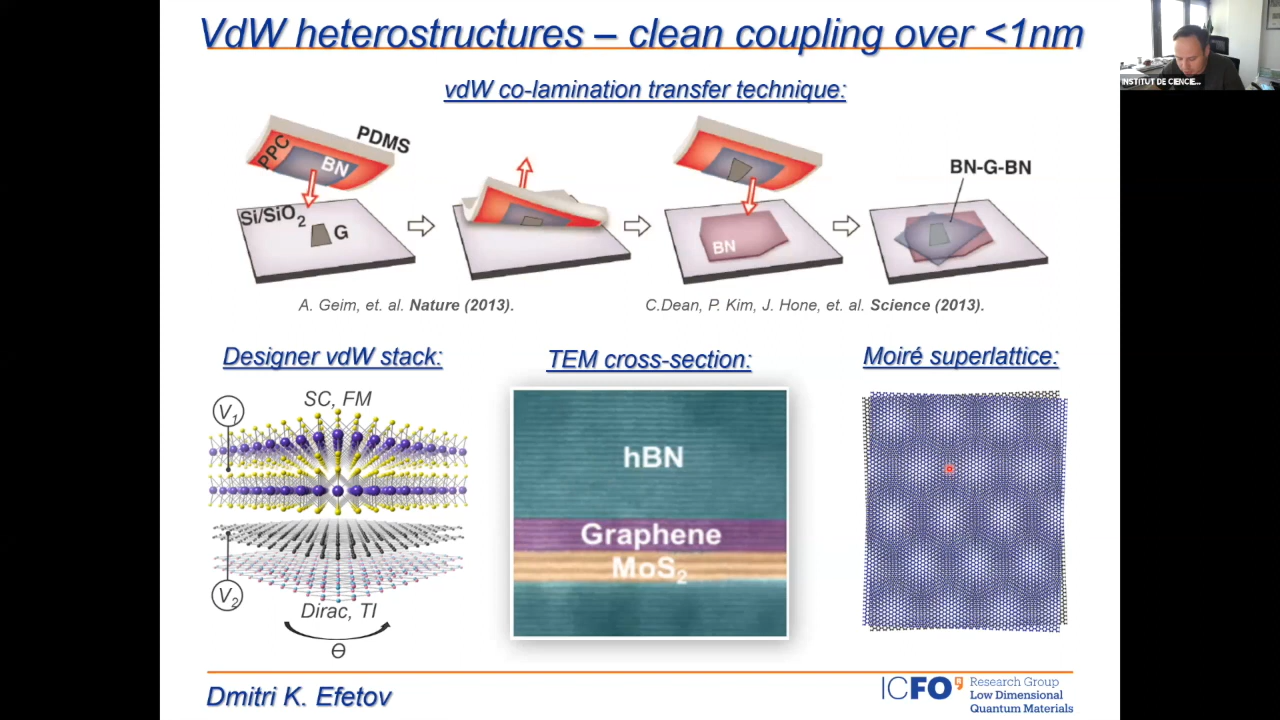 VdW heterostructures – clean coupling over <1nm
INSTITUT DE CIENCIE...
vdW co-lamination transfer technique:
PPC
BN
PDMS
Si/SiO2
G
BN
BN-G-BN
A. Geim, et. al. Nature (2013).
C.Dean, P. Kim, J. Hone, et. al. Science (2013).
Designer vdW stack:
TEM cross-section:
Moiré superlattice:
V1
SC, FM
hBN
Graphene
MoS2
V2
Dirac, TI
Θ
Dmitri K. Efetov
ICFO
Research Group
Low Dimensional
Quantum Materials